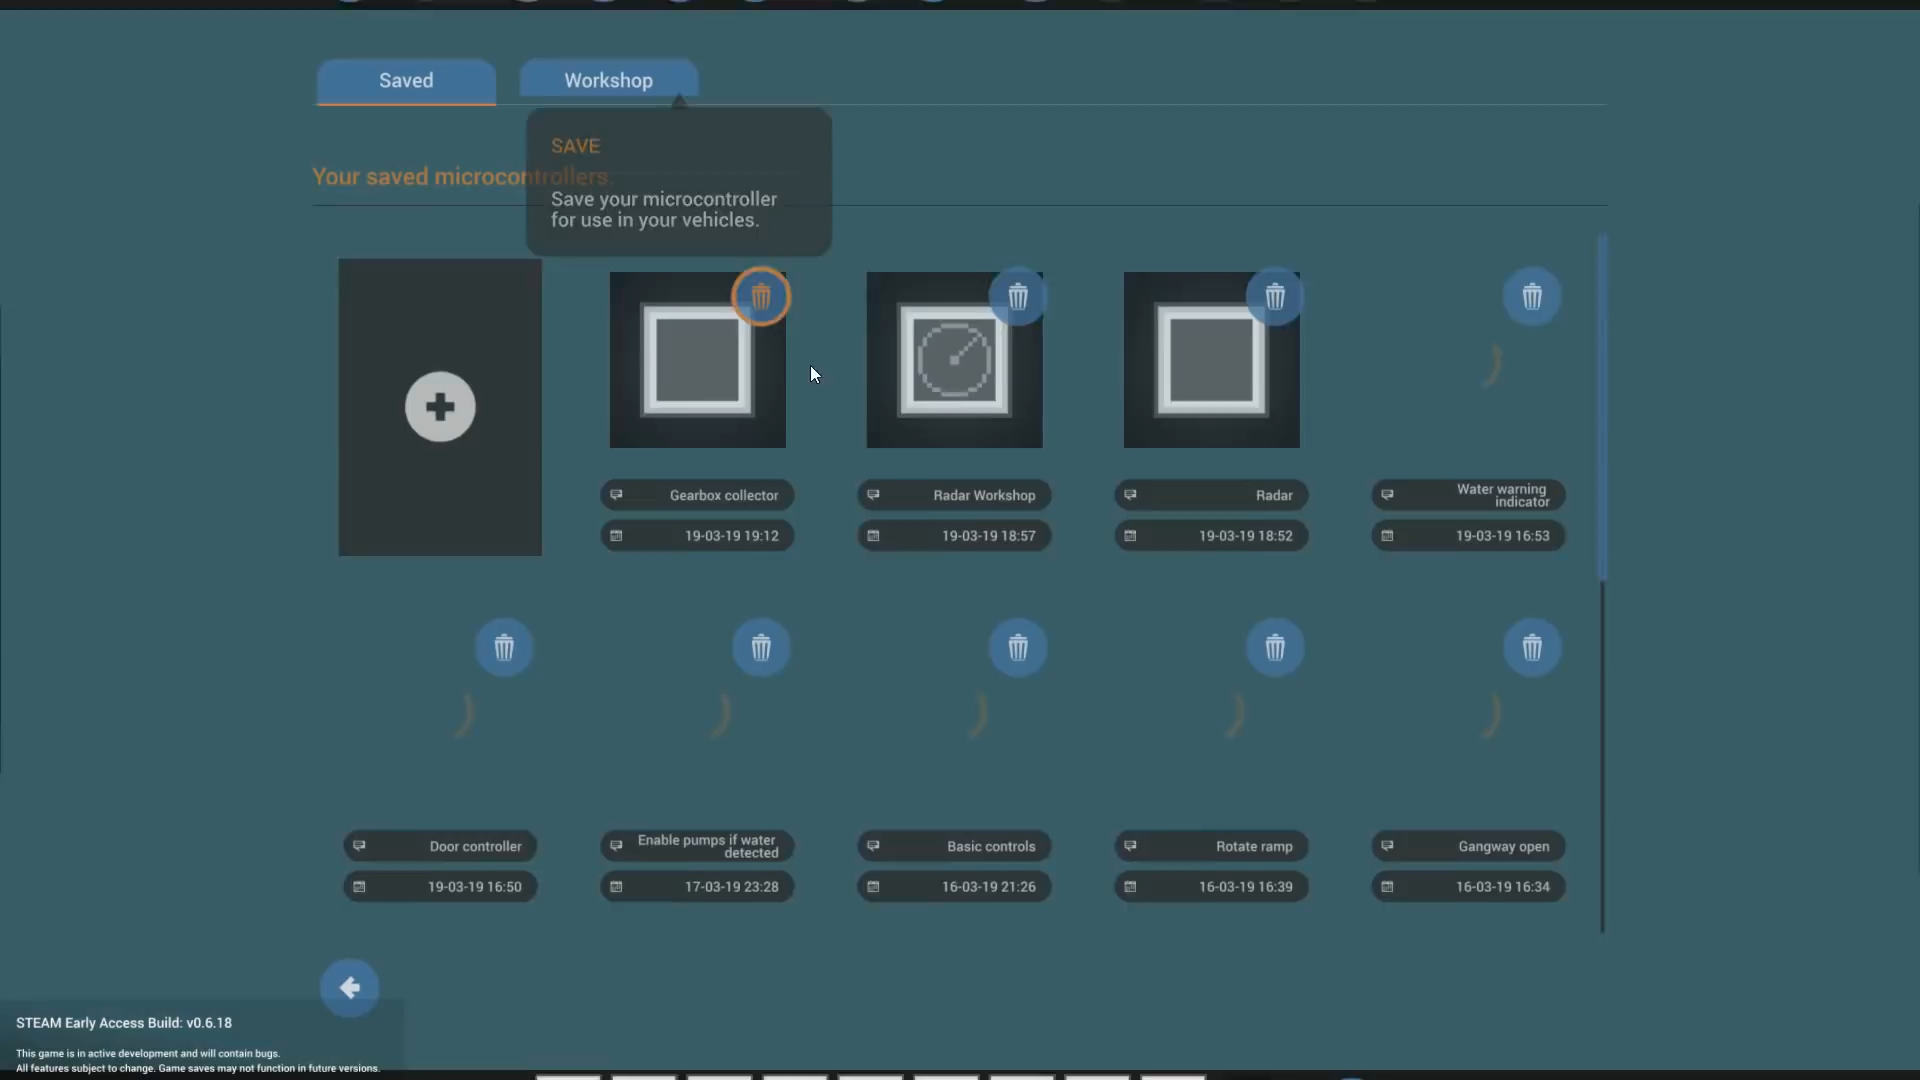 Saved
Workshop
SAVE
Your saved microcontrollers.
Save your microcontroller
for use in your vehicles.
Gearbox collector
Radar Workshop
Radar
Water warning
indicator
19-03-19 19:12
19-03-19 18:57
19-03-19 18:52
19-03-19 16:53
Door controller
Enable pumps if water
detected
Basic controls
Rotate ramp
Gangway open
19-03-19 16:50
17-03-19 23:28
16-03-19 21:26
16-03-19 16:39
16-03-19 16:34
STEAM Early Access Build: v0.6.18
This game is in active development and will contain bugs.
All features subject to change. Game saves may not function in future versions.